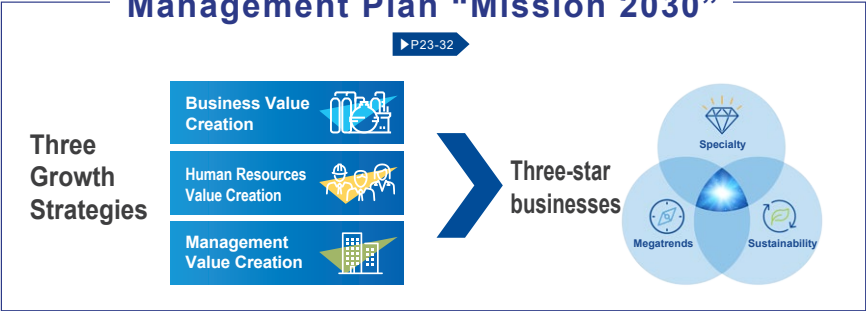 Management Plan “Mission 2030”
P23-32
Three
Growth
Strategies
Business Value
Creation
Human Resources
Value Creation
Management
Value Creation
Three-star
businesses
Specialty
Megatrends
Sustainability